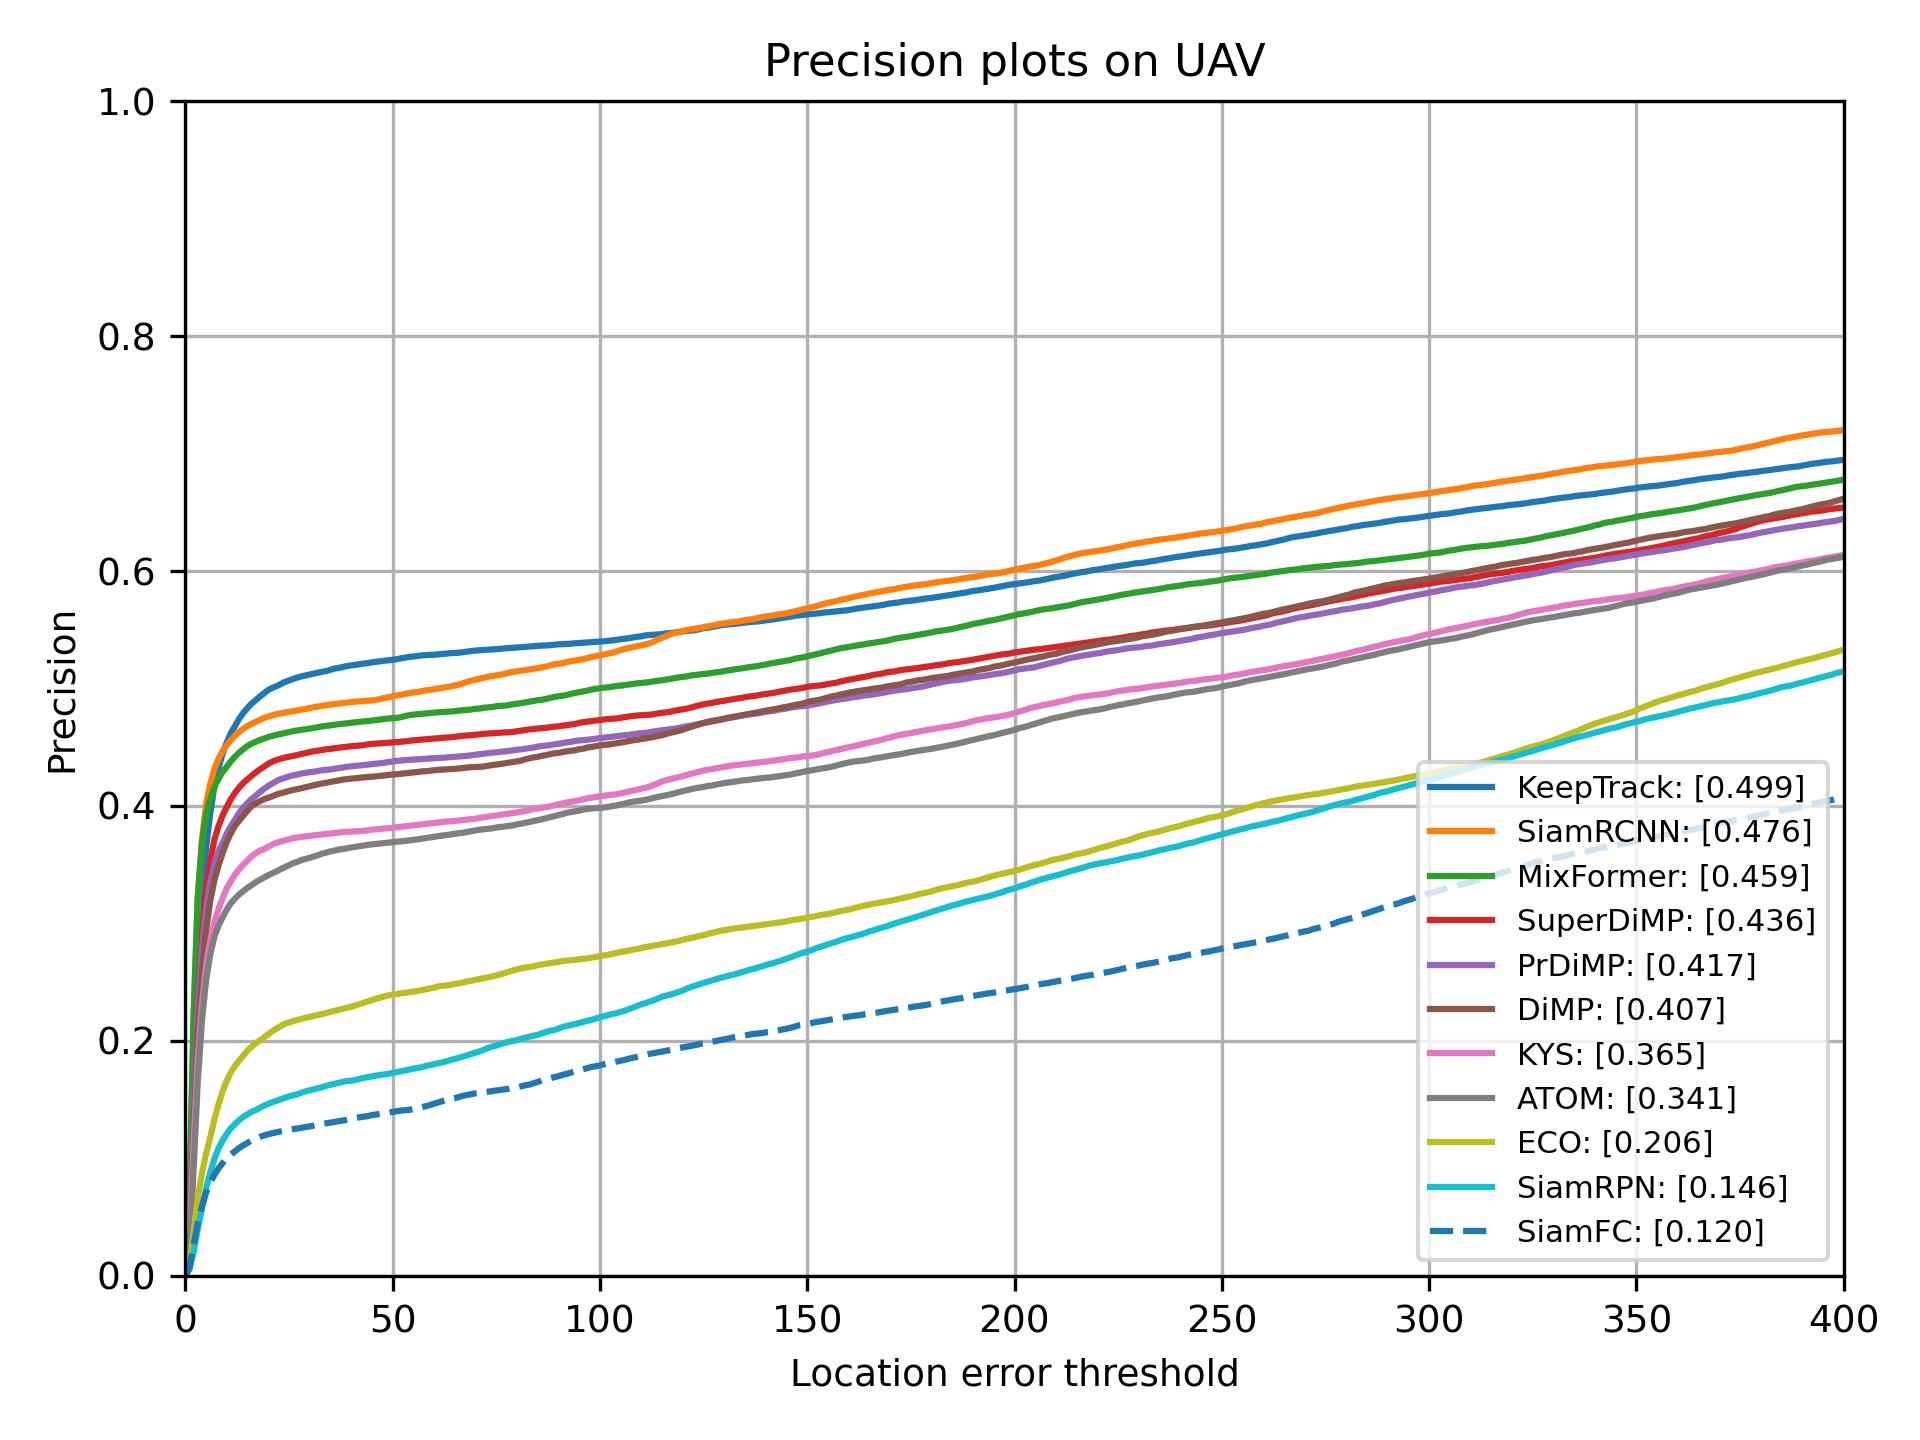 Precision plots on UAV
1.0
0.8
0.6
0.4
0.2
0.0
Precision
0 50 100 150 200 250 300 350 400
Location error threshold
KeepTrack: [0.499]
SiamRCNN: [0.476]
MixFormer: [0.459]
SuperDiMP: [0.436]
PrDiMP: [0.417]
DiMP: [0.407]
KYS: [0.365]
ATOM: [0.341]
ECO: [0.206]
SiamRPN: [0.146]
SiamFC: [0.120]